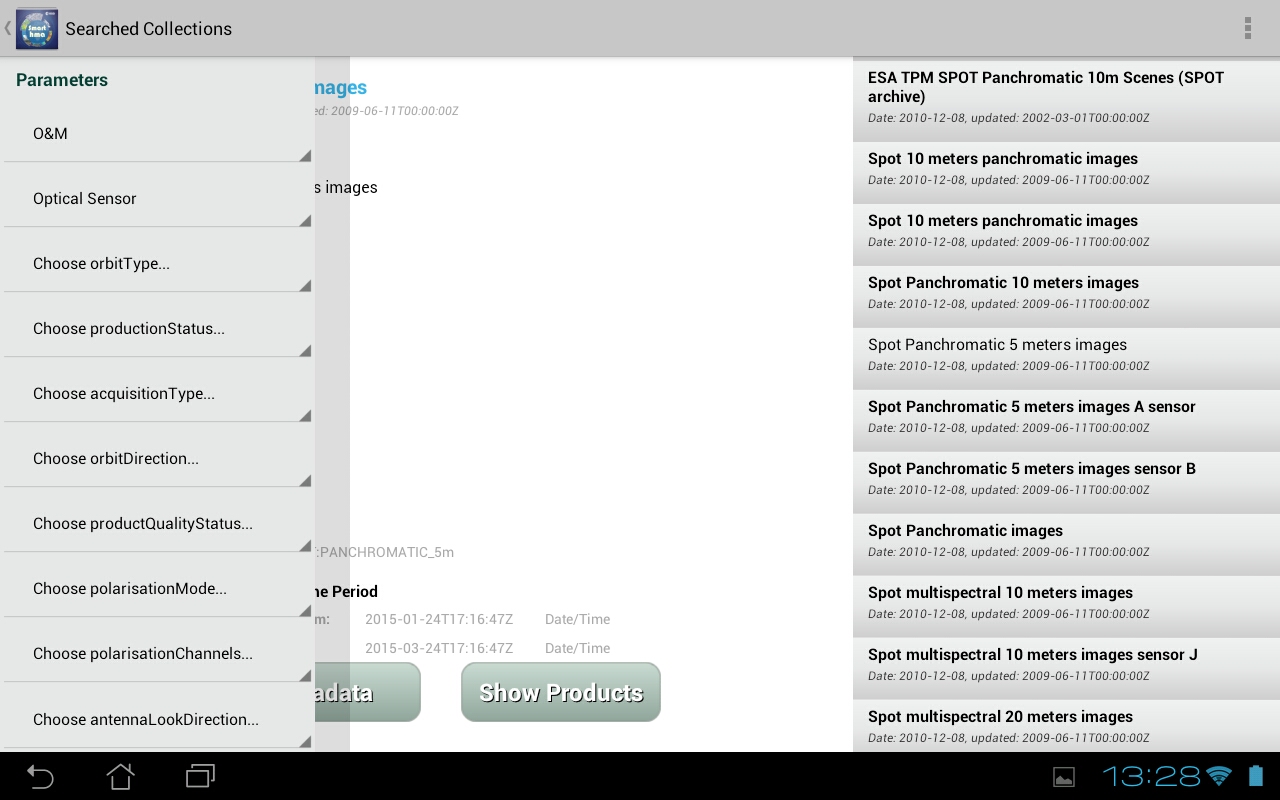 Smart
hma
Searched Collections
Parameters
O&M
Optical Sensor
Choose orbitType...
Choose productionStatus...
Choose acquisitionType...
Choose orbitDirection...
Choose productQualityStatus...
Choose polarisationMode...
Choose polarisationChannels...
Choose antennaLookDirection...
mages
ed: 2009-06-11T00:00:00Z
s images
:PANCHROMATIC_5m
ne Period
m: 2015-01-24T17:16:47Z Date/Time
2015-03-24T17:16:47Z Date/Time
adata
Show Products
ESA TPM SPOT Panchromatic 10m Scenes (SPOT
archive)
Date: 2010-12-08, updated: 2002-03-01T00:00:00Z
Spot 10 meters panchromatic images
Date: 2010-12-08, updated: 2009-06-11T00:00:00Z
Spot 10 meters panchromatic images
Date: 2010-12-08, updated: 2009-06-11T00:00:00Z
Spot Panchromatic 10 meters images
Date: 2010-12-08, updated: 2009-06-11T00:00:00Z
Spot Panchromatic 5 meters images
Date: 2010-12-08, updated: 2009-06-11T00:00:00Z
Spot Panchromatic 5 meters images A sensor
Date: 2010-12-08, updated: 2009-06-11T00:00:00Z
Spot Panchromatic 5 meters images sensor B
Date: 2010-12-08, updated: 2009-06-11T00:00:00Z
Spot Panchromatic images
Date: 2010-12-08, updated: 2009-06-11T00:00:00Z
Spot multispectral 10 meters images
Date: 2010-12-08, updated: 2009-06-11T00:00:00Z
Spot multispectral 10 meters images sensor J
Date: 2010-12-08, updated: 2009-06-11T00:00:00Z
Spot multispectral 20 meters images
Date: 2010-12-08, updated: 2009-06-11T00:00:00Z
13:28